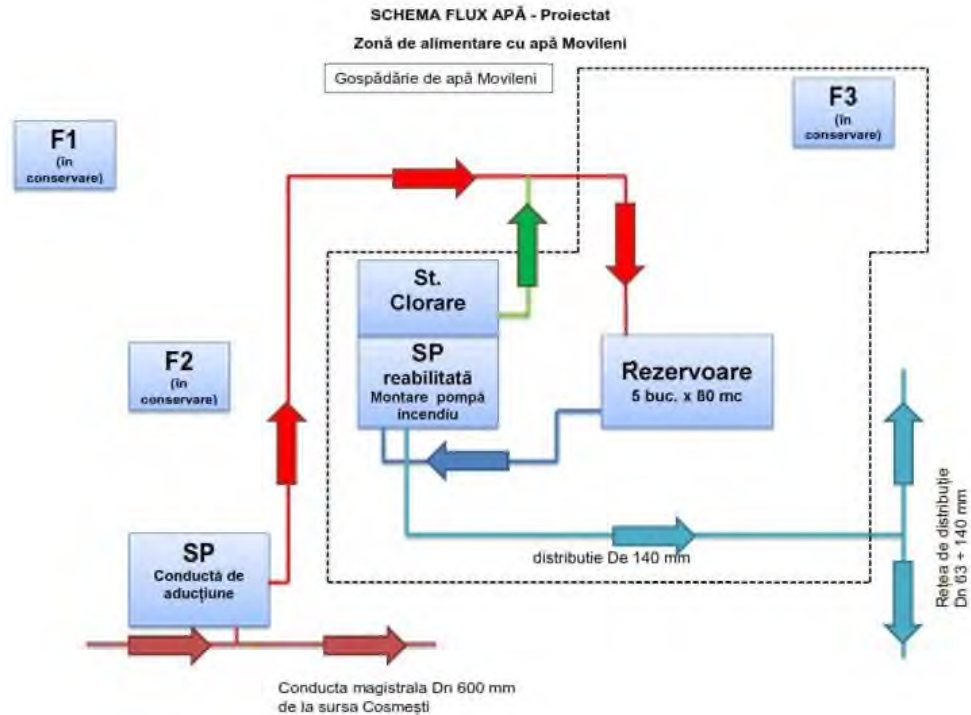 SCHEMA FLUX APĂ - Proiectat
Zonă de alimentare cu apă Movileni
Gospădărie de apă Movileni
F3
(în
conservare)
F1
(în
conservare)
St.
Clorare
SP
reabilitată
Montare pompă
incendiu
Rezervoare
5 buc. x 80 mc
F2
(în
conservare)
SP
Conductă de
aducțiune
distributie De 140 mm
Rețea de distribuție
Dn 63 ÷ 140 mm
Conducta magistrala Dn 600 mm
de la sursa Cosmești